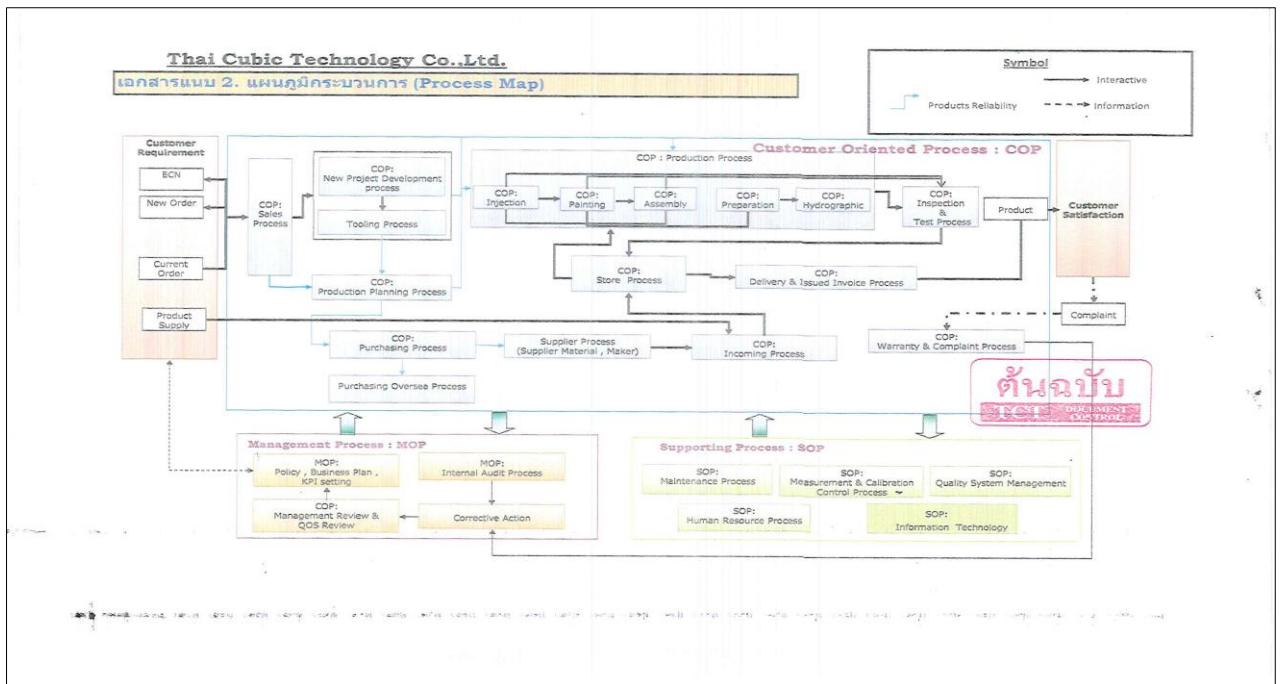 Thai Cubic Technology Co.,Ltd.
เอกสารแนบ 2. แผนภูมิกระบวนการ (Process Map)
Symbol
Interactive
Products Reliability
Information
Customer
Requirement
ECN
New Order
Current
Order
Product
Supply
COP:
Sales
Process
COP:
New Project Development
process
Tooling Process
COP:
Production Planning Process
COP:
Purchasing Process
Purchasing Oversea Process
Supplier Process
(Supplier Material , Maker)
Customer Oriented Process : COP
COP : Production Process
COP:
Injection
COP:
Painting
COP:
Assembly
COP:
Preparation
COP:
Hydrographic
COP:
Inspection
&
Test Process
Product
Customer
Satisfaction
COP:
Store Process
COP:
Delivery & Issued Invoice Process
COP:
Incoming Process
Complaint
COP:
Warranty & Complaint Process
ต้นฉบับ
TCT DOCUMENT
CONTROL
Management Process : MOP
MOP:
Policy , Business Plan ,
KPI setting
MOP:
Internal Audit Process
COP:
Management Review &
QOS Review
Corrective Action
Supporting Process : SOP
SOP:
Maintenance Process
SOP:
Measurement & Calibration
Control Process
SOP:
Quality System Management
SOP:
Human Resource Process
SOP:
Information Technology